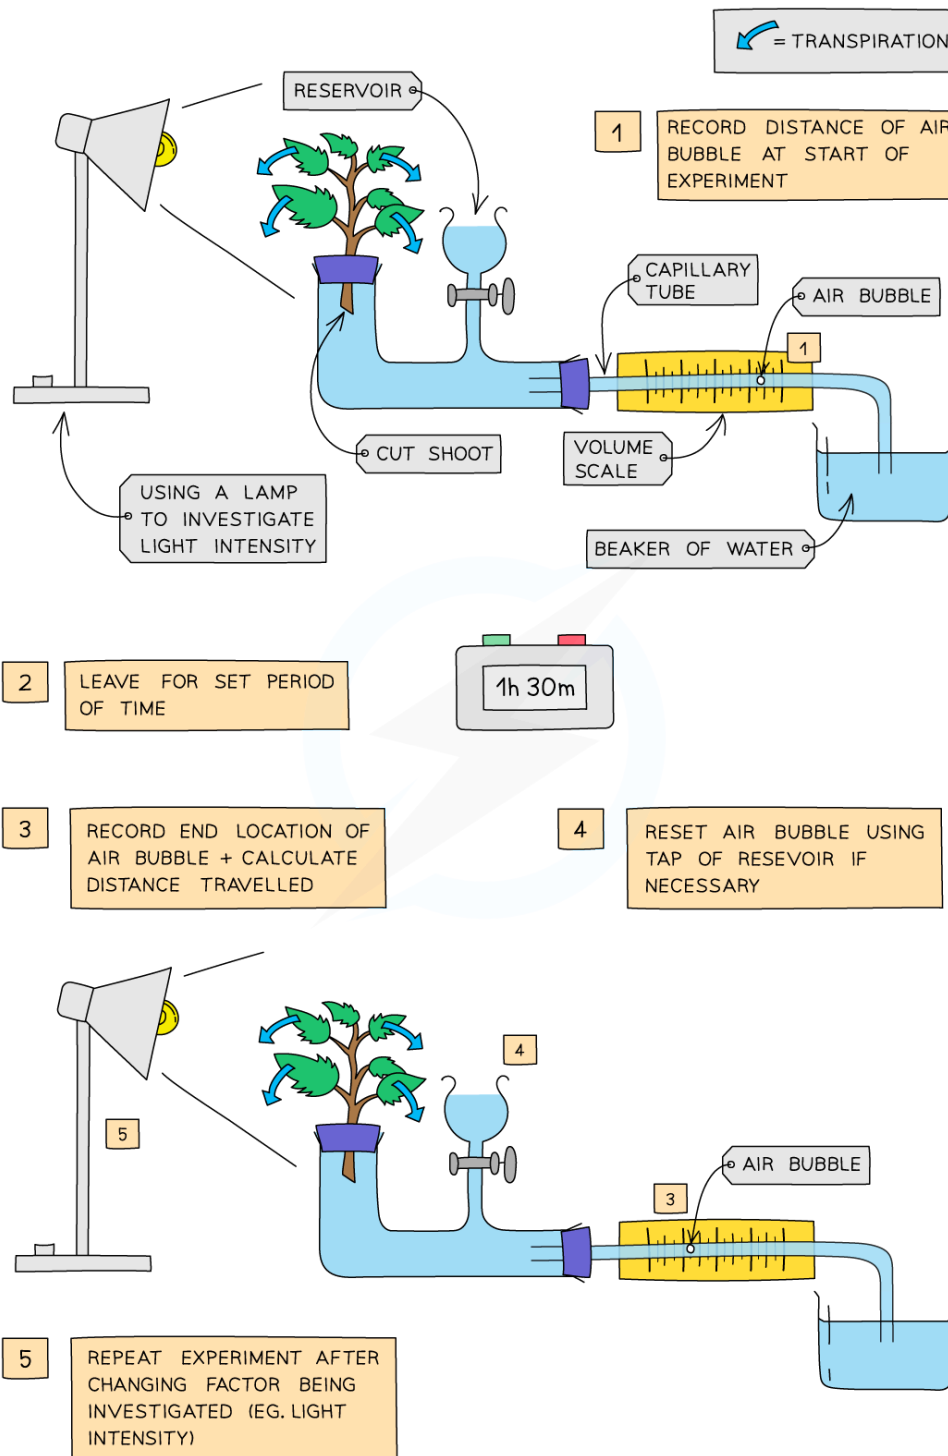 = TRANSPIRATION
RESERVOIR
1
RECORD DISTANCE OF AIR
BUBBLE AT START OF
EXPERIMENT
CAPILLARY
TUBE
AIR BUBBLE
1
CUT SHOOT
VOLUME
SCALE
USING A LAMP
TO INVESTIGATE
LIGHT INTENSITY
BEAKER OF WATER
2
LEAVE FOR SET PERIOD
OF TIME
1h 30m
3
RECORD END LOCATION OF
AIR BUBBLE + CALCULATE
DISTANCE TRAVELLED
4
RESET AIR BUBBLE USING
TAP OF RESEVOIR IF
NECESSARY
4
5
AIR BUBBLE
3
5
REPEAT EXPERIMENT AFTER
CHANGING FACTOR BEING
INVESTIGATED (EG. LIGHT
INTENSITY)